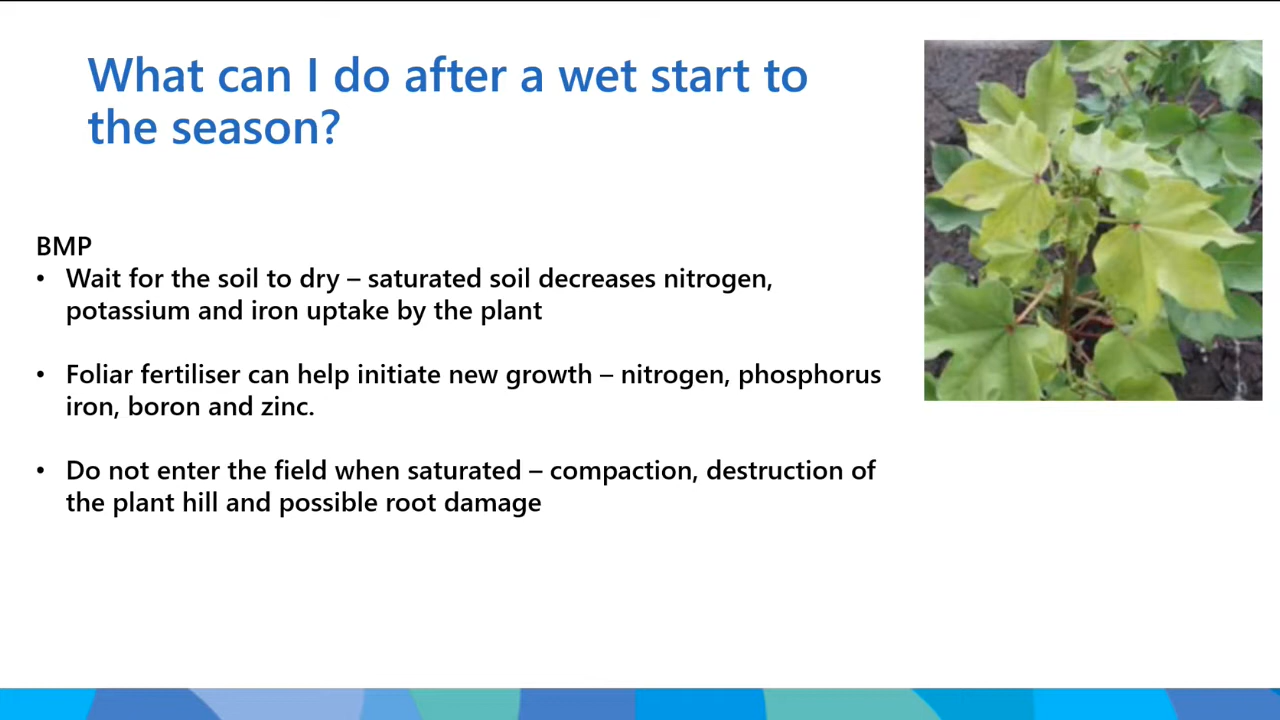 What can I do after a wet start to
the season?
BMP
• Wait for the soil to dry – saturated soil decreases nitrogen,
potassium and iron uptake by the plant
• Foliar fertiliser can help initiate new growth – nitrogen, phosphorus
iron, boron and zinc.
• Do not enter the field when saturated – compaction, destruction of
the plant hill and possible root damage